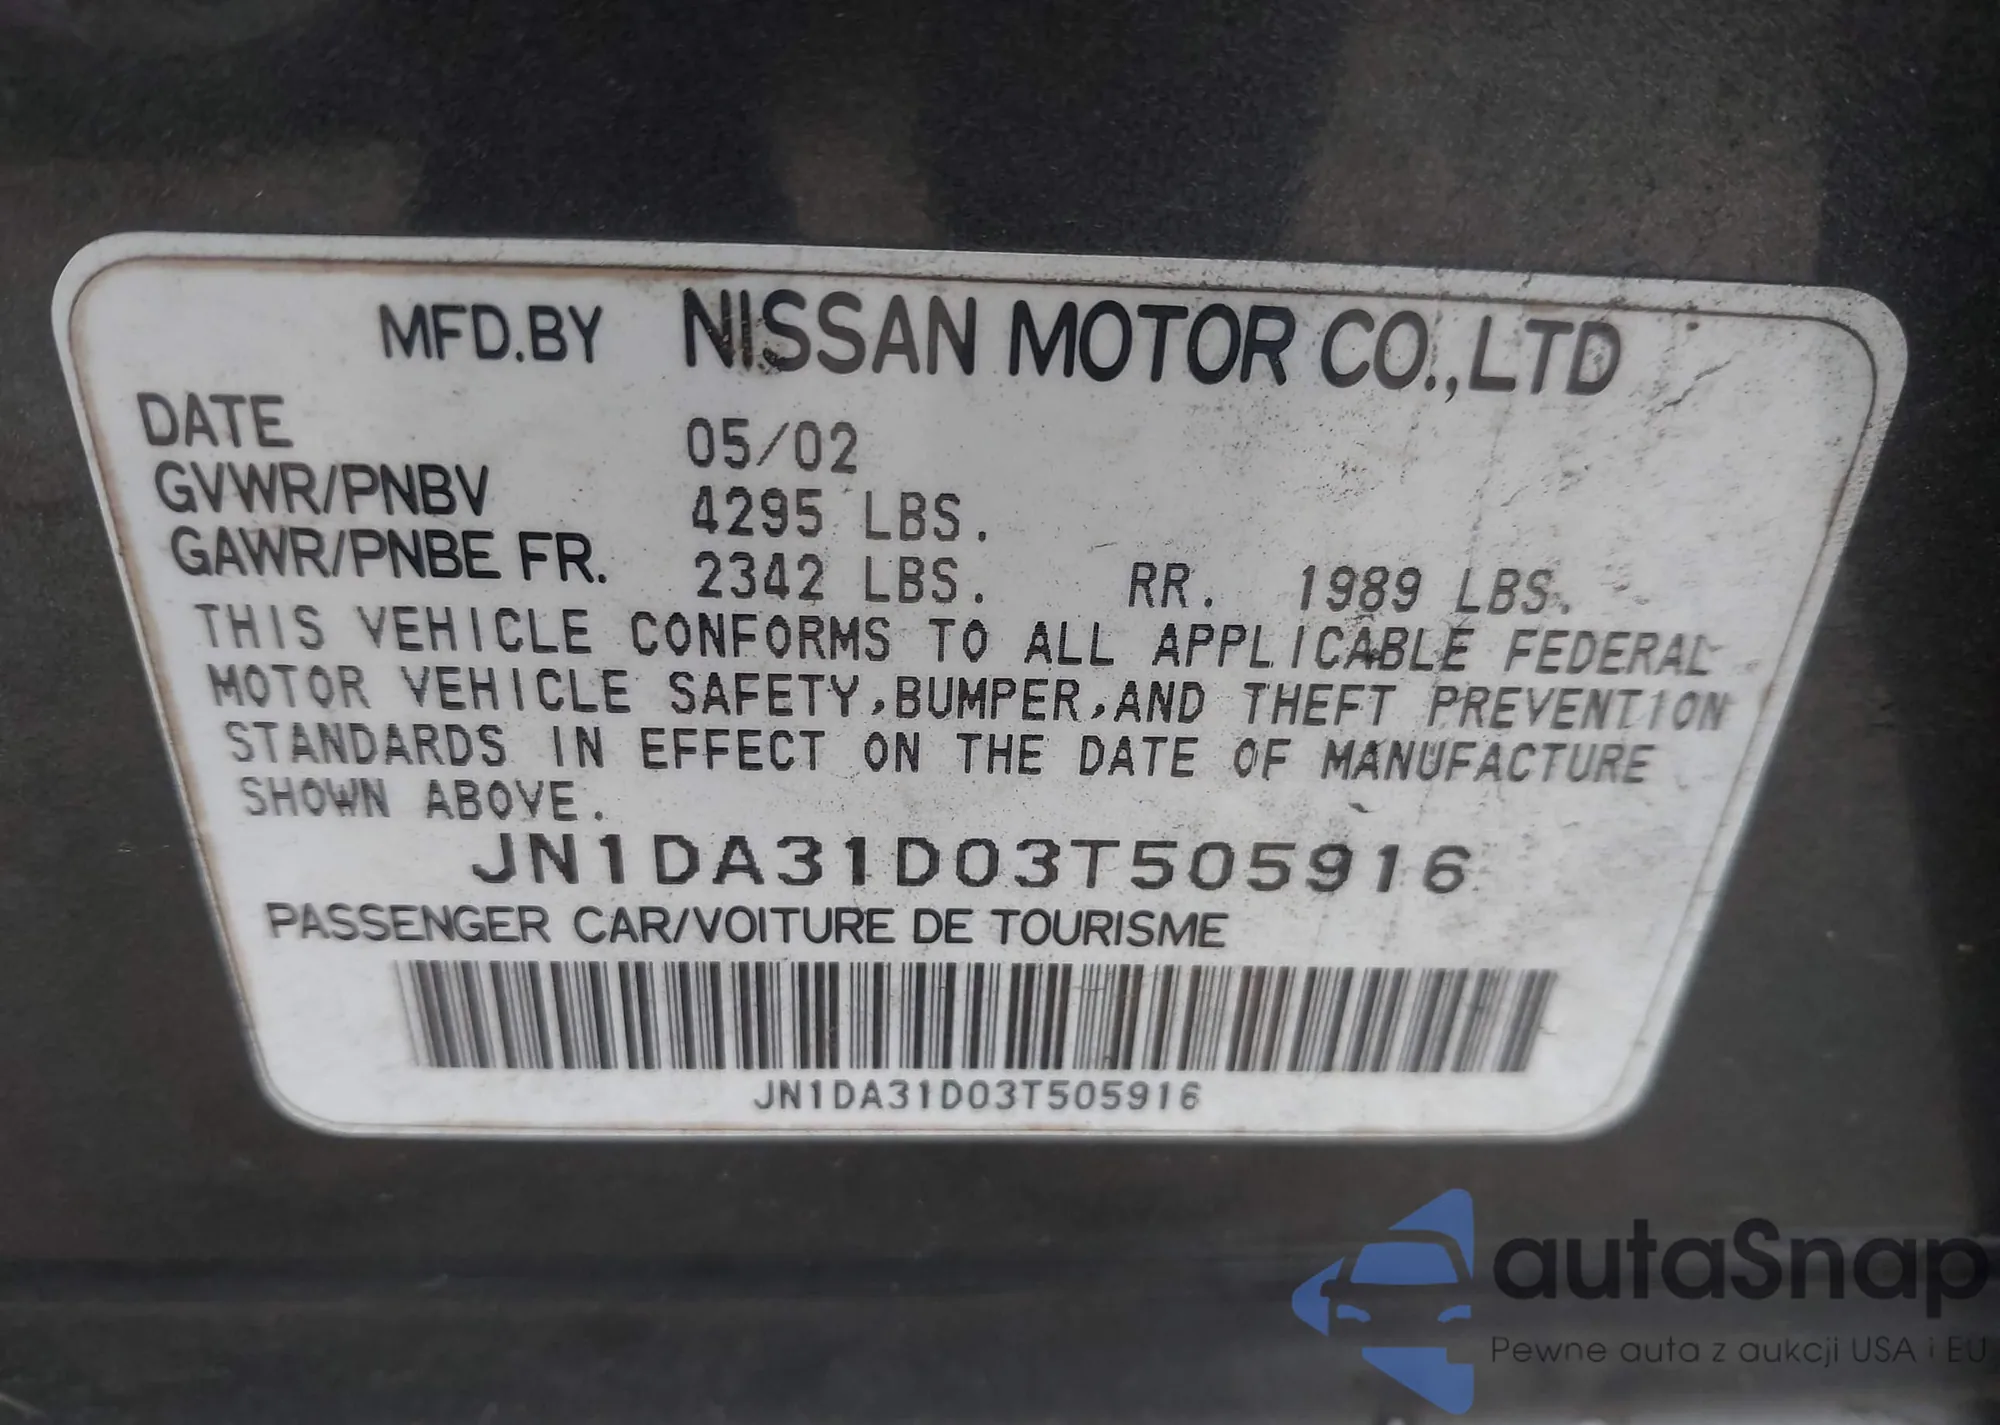 MFD.BY NISSAN MOTOR CO.,LTD
DATE 05/02
GVWR/PNBV 4295 LBS.
GAWR/PNBE FR. 2342 LBS. RR. 1989 LBS.
THIS VEHICLE CONFORMS TO ALL APPLICABLE FEDERAL
MOTOR VEHICLE SAFETY,BUMPER,AND THEFT PREVENTION
STANDARDS IN EFFECT ON THE DATE OF MANUFACTURE
SHOWN ABOVE.
JN1DA31D03T505916
PASSENGER CAR/VOITURE DE TOURISME
JN1DA31D03T505916
autaSnap
Pewne auta z aukcji USA i EU